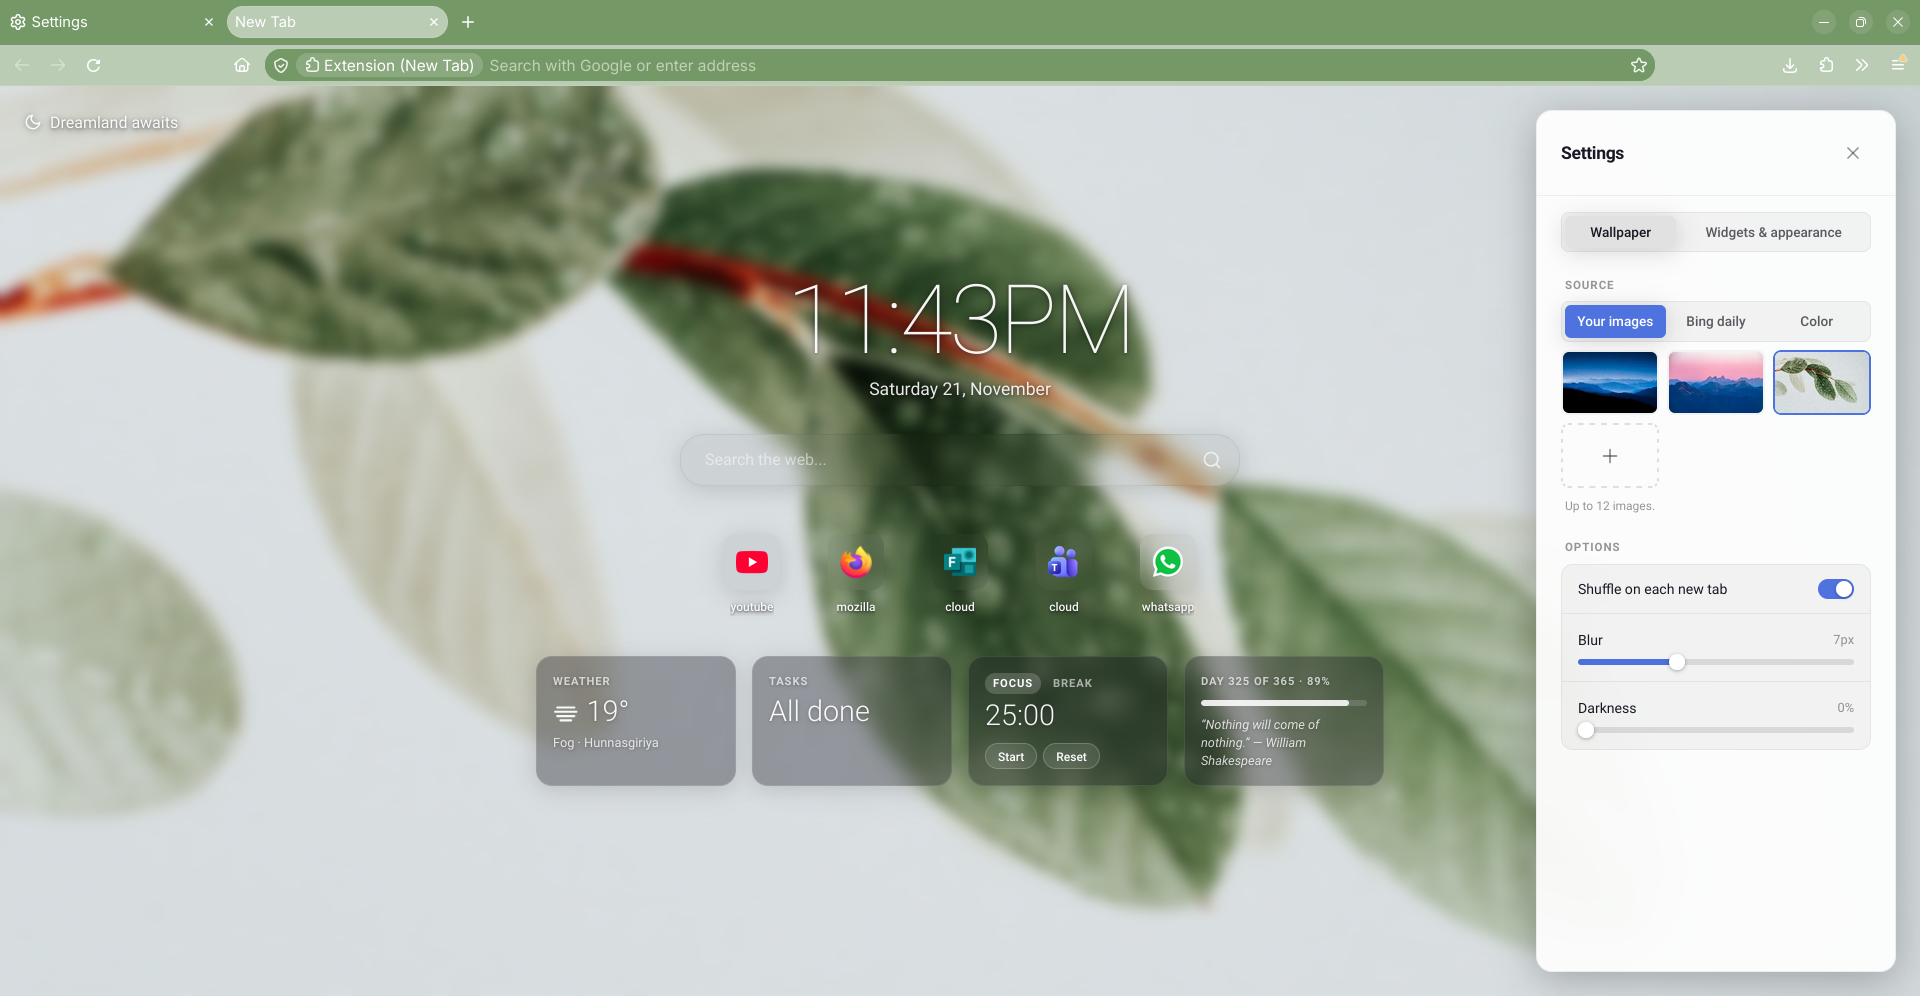 Settings
New Tab
Extension (New Tab)
Search with Google or enter address
Dreamland awaits
11:43PM
Saturday 21, November
Search the web...
youtube
mozilla
F
cloud
T
cloud
whatsapp
WEATHER
19°
Fog · Hunnasgiriya
TASKS
All done
FOCUS BREAK
25:00
Start Reset
DAY 325 OF 365 · 89%
“Nothing will come of
nothing.” — William
Shakespeare
Settings
Wallpaper Widgets & appearance
SOURCE
Your images Bing daily Color
Up to 12 images.
OPTIONS
Shuffle on each new tab
Blur 7px
Darkness 0%